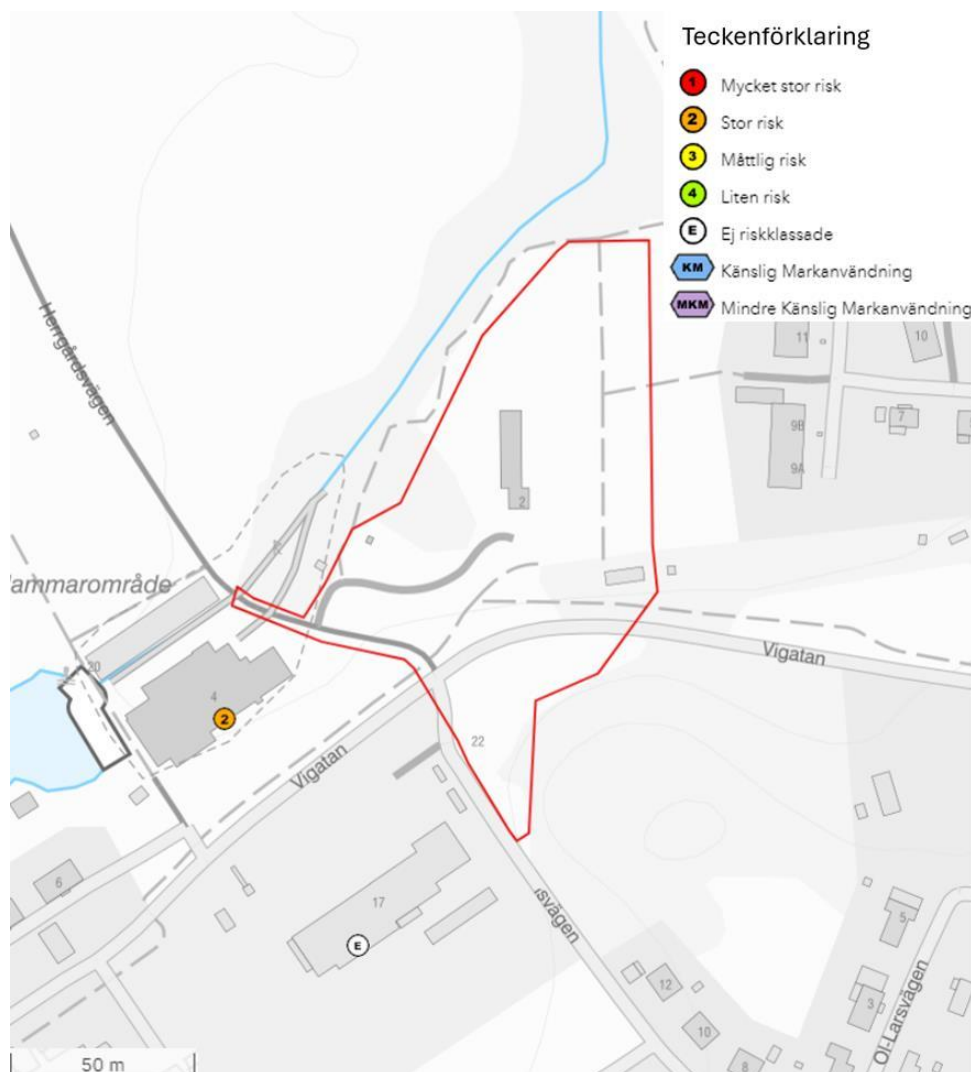 Teckenförklaring
1 Mycket stor risk
2 Stor risk
3 Måttlig risk
4 Liten risk
E Ej riskklassade
KM Känslig Markanvändning
MKM Mindre Känslig Markanvändning
11
10
7
9B
9A
Herrgårdsvägen
2
ammarområde
20
4
2
Vigatan
22
Vigatan
6
17
E
svägen
12
10
8
5
3
Ol-Larsvägen
50 m